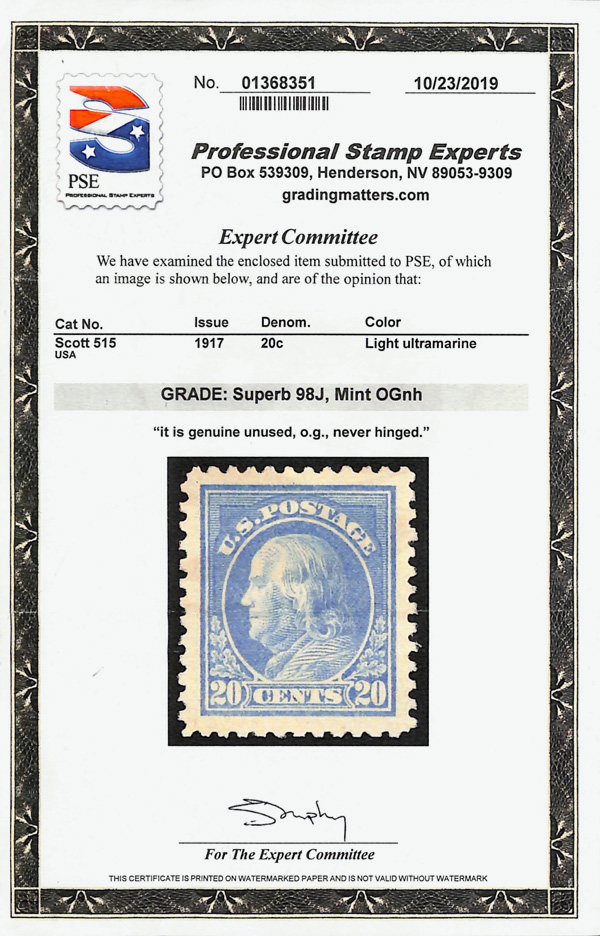 No. 01368351 10/23/2019
PSE
PROFESSIONAL STAMP EXPERTS
Professional Stamp Experts
PO Box 539309, Henderson, NV 89053-9309
gradingmatters.com
Expert Committee
We have examined the enclosed item submitted to PSE, of which
an image is shown below, and are of the opinion that:
Cat No. Issue Denom. Color
Scott 515 1917 20c Light ultramarine
USA
GRADE: Superb 98J, Mint OGnh
“it is genuine unused, o.g., never hinged.”
U.S. POSTAGE
20 CENTS 20
For The Expert Committee
THIS CERTIFICATE IS PRINTED ON WATERMARKED PAPER AND IS NOT VALID WITHOUT WATERMARK